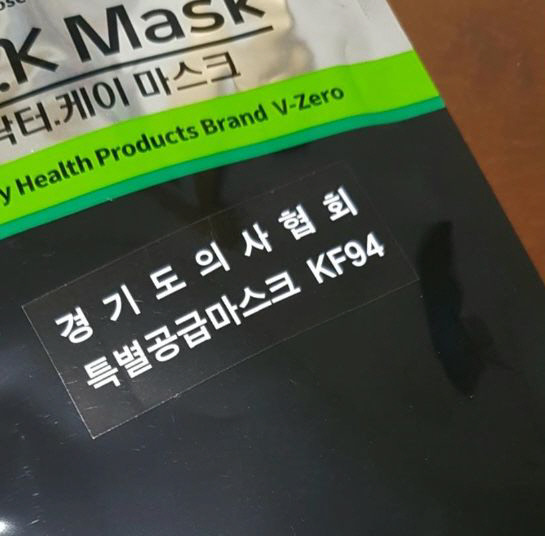 .K Mask
닥터.케이 마스크
Health Products Brand V-Zero
경기도의사협회
특별공급마스크 KF94